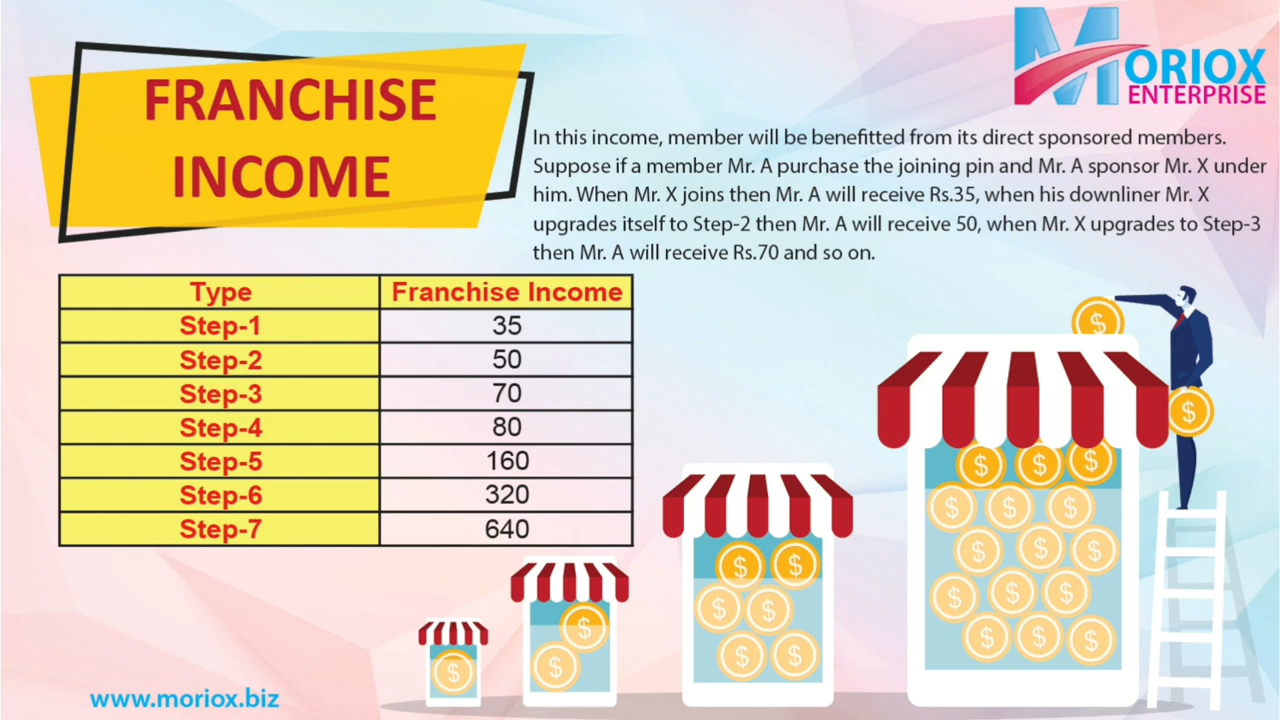 FRANCHISE
INCOME
MORIOX
ENTERPRISE
In this income, member will be benefitted from its direct sponsored members.
Suppose if a member Mr. A purchase the joining pin and Mr. A sponsor Mr. X under
him. When Mr. X joins then Mr. A will receive Rs.35, when his downliner Mr. X
upgrades itself to Step-2 then Mr. A will receive 50, when Mr. X upgrades to Step-3
then Mr. A will receive Rs.70 and so on.
Type Franchise Income
Step-1 35
Step-2 50
Step-3 70
Step-4 80
Step-5 160
Step-6 320
Step-7 640
www.moriox.biz